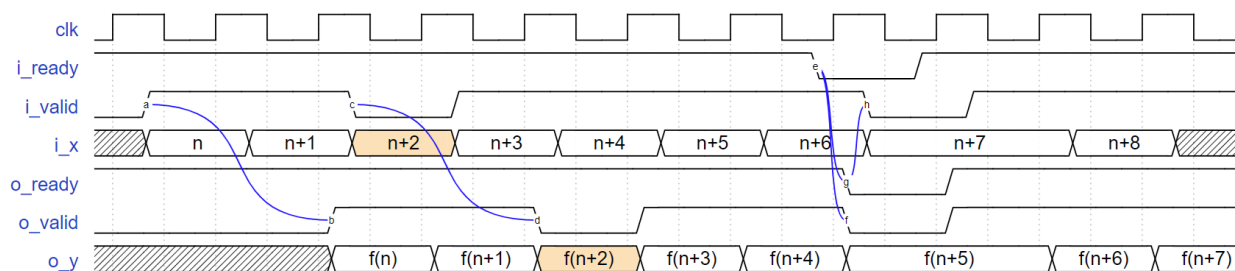 clk
i_ready e
i_valid a c h
i_x n n+1 n+2 n+3 n+4 n+5 n+6 n+7 n+8
o_ready g
o_valid b d f
o_y f(n) f(n+1) f(n+2) f(n+3) f(n+4) f(n+5) f(n+6) f(n+7)